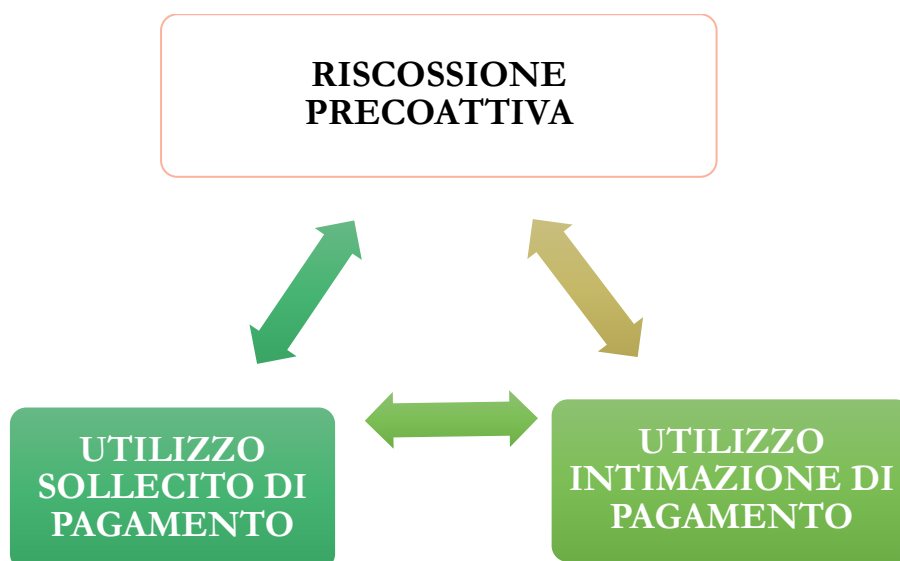 RISCOSSIONE
PRECOATTIVA
UTILIZZO
SOLLECITO DI
PAGAMENTO
UTILIZZO
INTIMAZIONE DI
PAGAMENTO